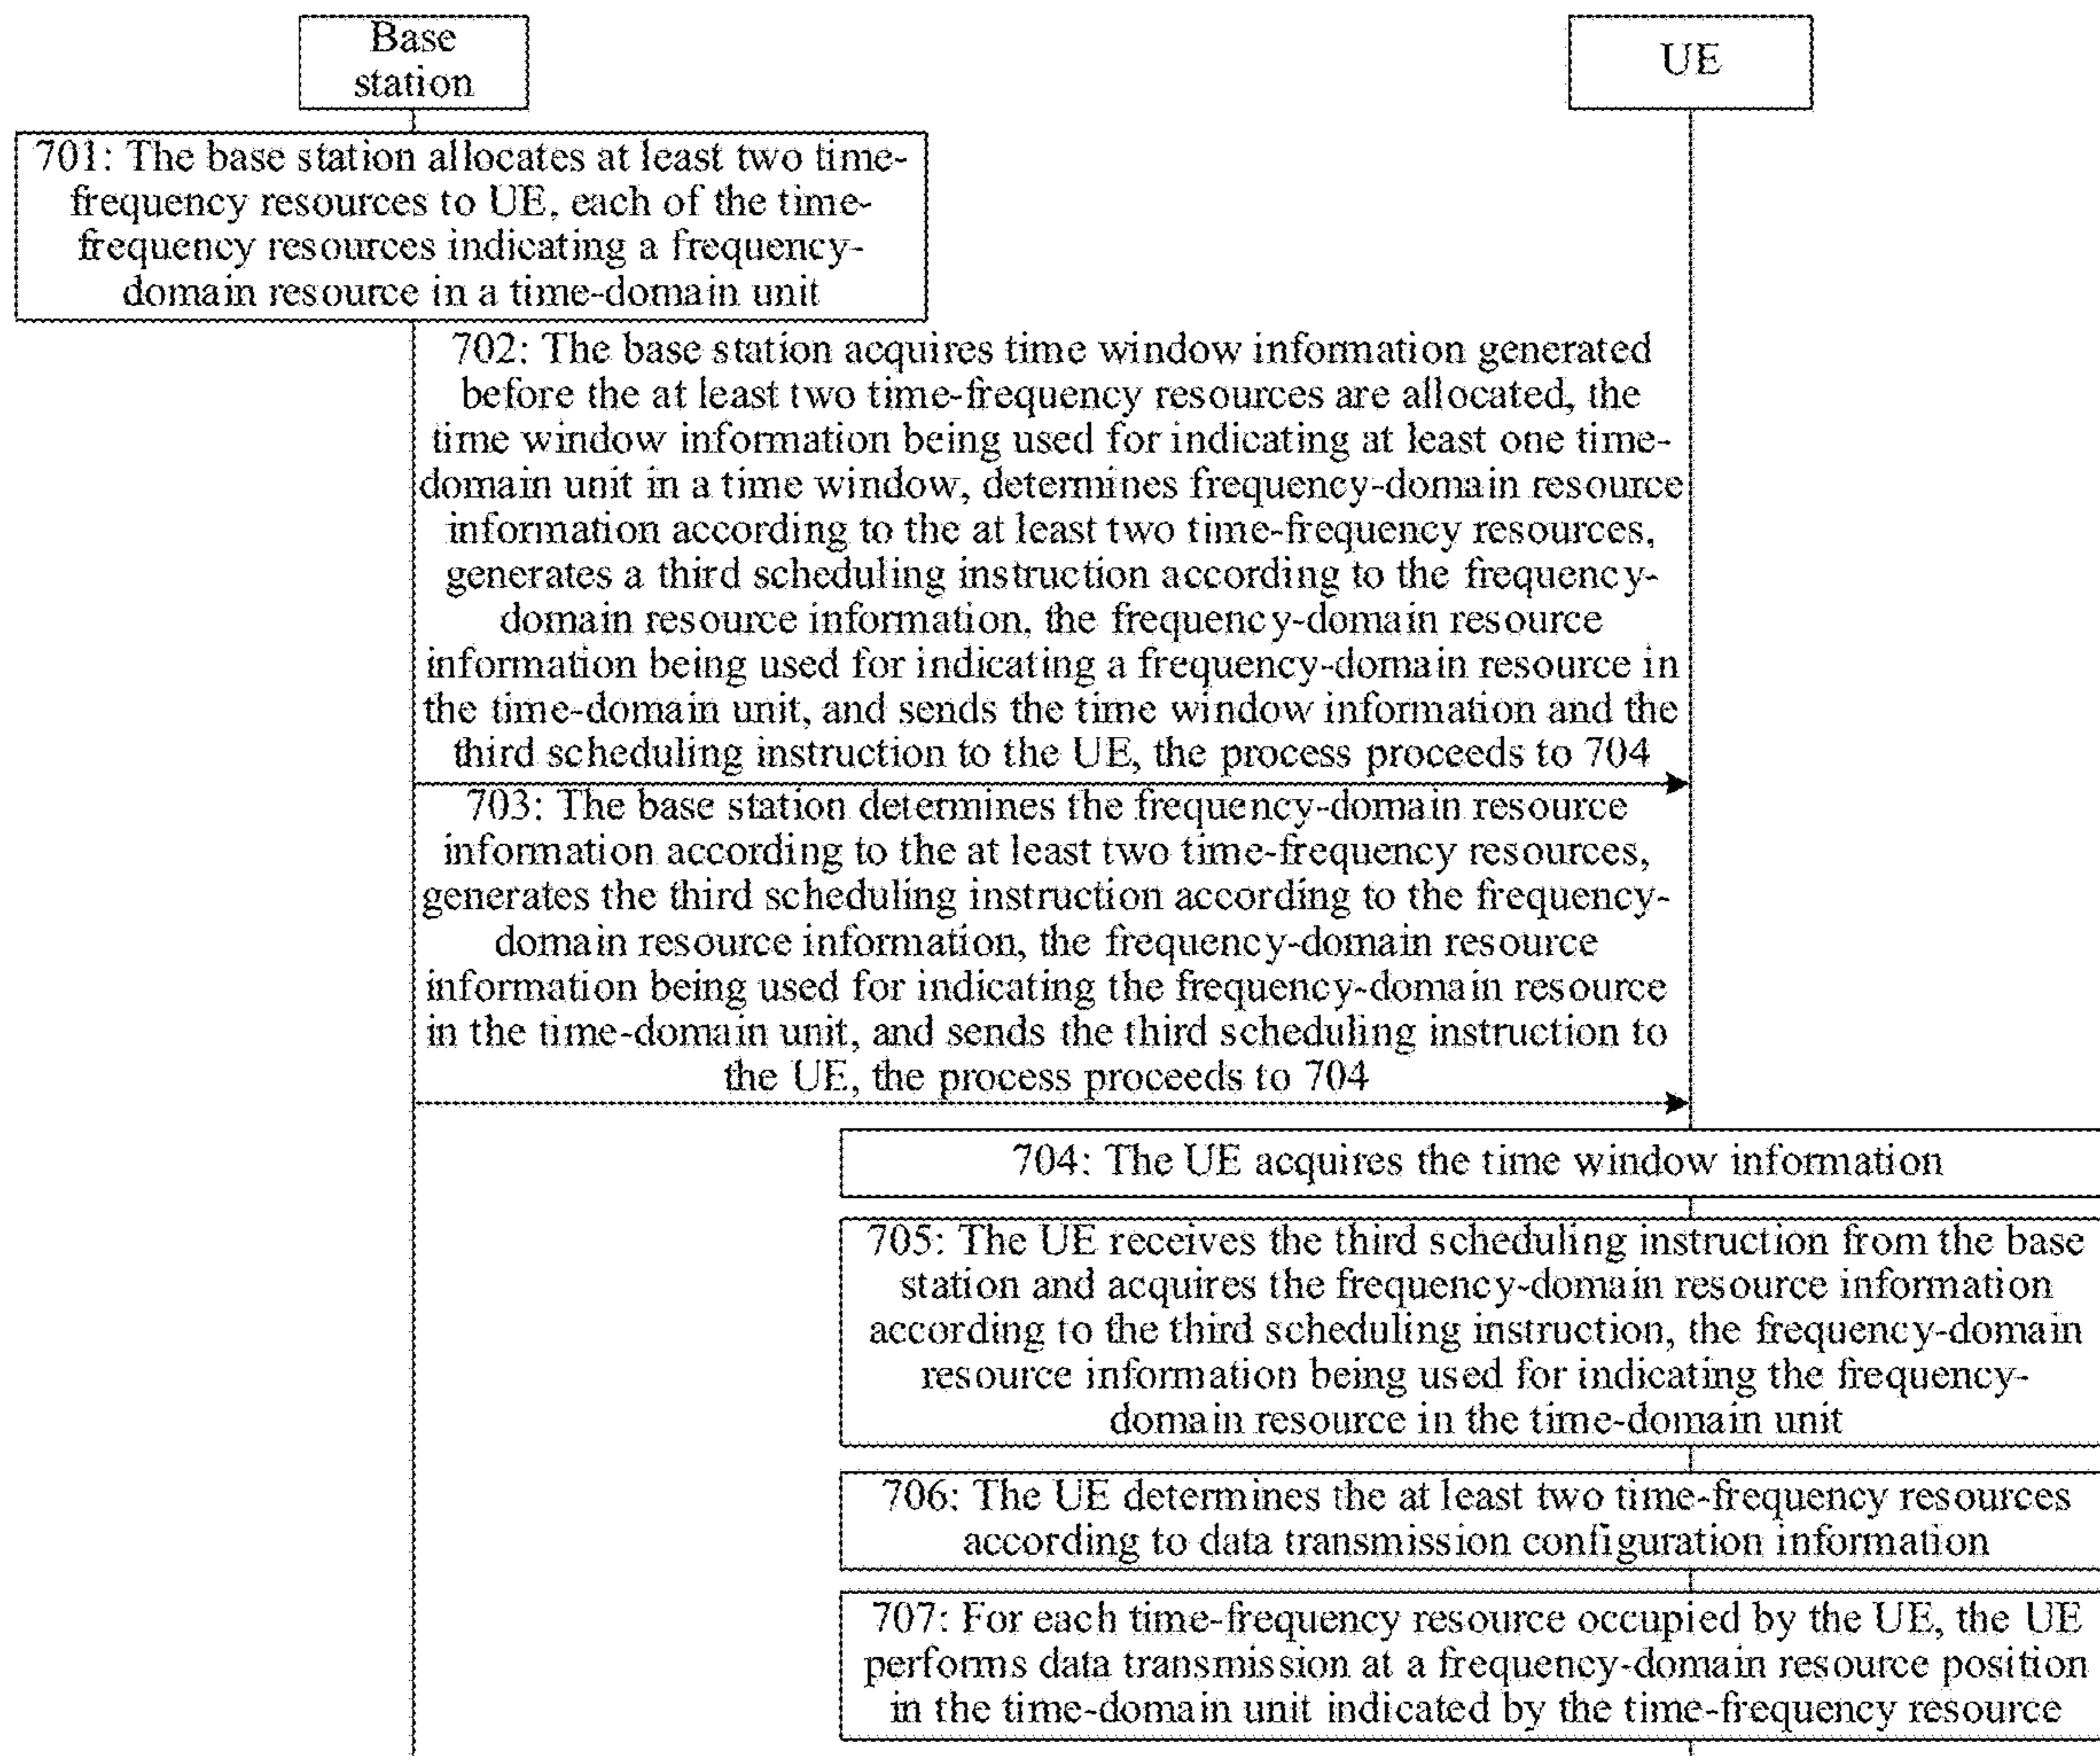 Base
station
UE
701: The base station allocates at least two time-
frequency resources to UE, each of the time-
frequency resources indicating a frequency-
domain resource in a time-domain unit
702: The base station acquires time window information generated
before the at least two time-frequency resources are allocated, the
time window information being used for indicating at least one time-
domain unit in a time window, determines frequency-domain resource
information according to the at least two time-frequency resources,
generates a third scheduling instruction according to the frequency-
domain resource information, the frequency-domain resource
information being used for indicating a frequency-domain resource in
the time-domain unit, and sends the time window information and the
third scheduling instruction to the UE, the process proceeds to 704
703: The base station determines the frequency-domain resource
information according to the at least two time-frequency resources,
generates the third scheduling instruction according to the frequency-
domain resource information, the frequency-domain resource
information being used for indicating the frequency-domain resource
in the time-domain unit, and sends the third scheduling instruction to
the UE, the process proceeds to 704
704: The UE acquires the time window information
705: The UE receives the third scheduling instruction from the base
station and acquires the frequency-domain resource information
according to the third scheduling instruction, the frequency-domain
resource information being used for indicating the frequency-
domain resource in the time-domain unit
706: The UE determines the at least two time-frequency resources
according to data transmission configuration information
707: For each time-frequency resource occupied by the UE, the UE
performs data transmission at a frequency-domain resource position
in the time-domain unit indicated by the time-frequency resource